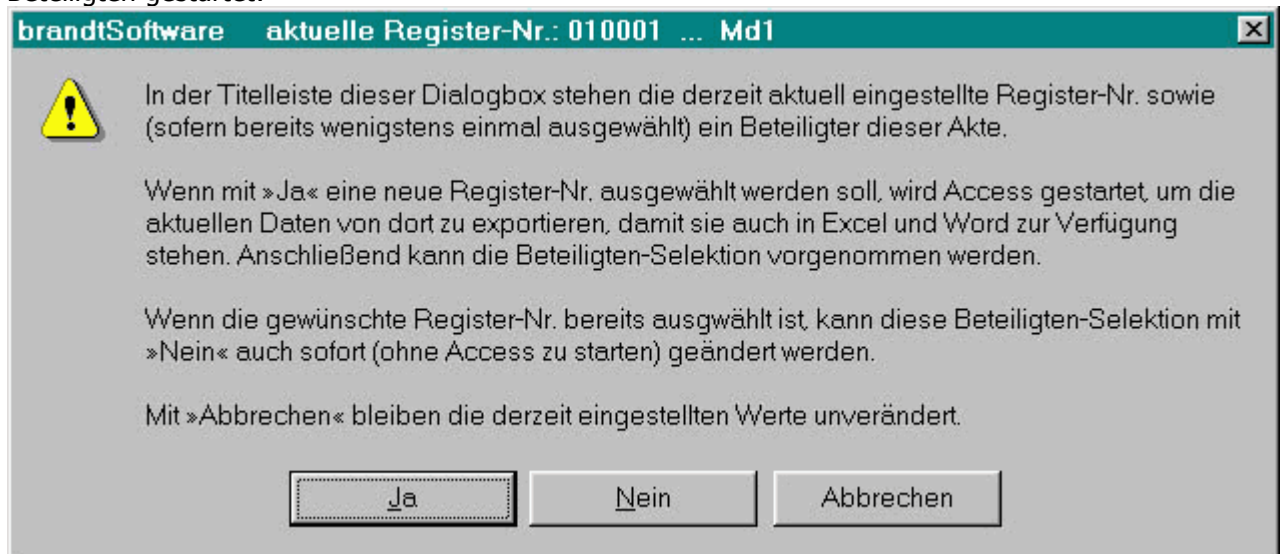 Beteiligten gestartet.
brandtSoftware aktuelle Register-Nr.: 010001 ... Md1
In der Titelleiste dieser Dialogbox stehen die derzeit aktuell eingestellte Register-Nr. sowie
(sofern bereits wenigstens einmal ausgewählt) ein Beteiligter dieser Akte.
Wenn mit »Ja« eine neue Register-Nr. ausgewählt werden soll, wird Access gestartet, um die
aktuellen Daten von dort zu exportieren, damit sie auch in Excel und Word zur Verfügung
stehen. Anschließend kann die Beteiligten-Selektion vorgenommen werden.
Wenn die gewünschte Register-Nr. bereits ausgwählt ist, kann diese Beteiligten-Selektion mit
»Nein« auch sofort (ohne Access zu starten) geändert werden.
Mit »Abbrechen« bleiben die derzeit eingestellten Werte unverändert.
Ja Nein Abbrechen